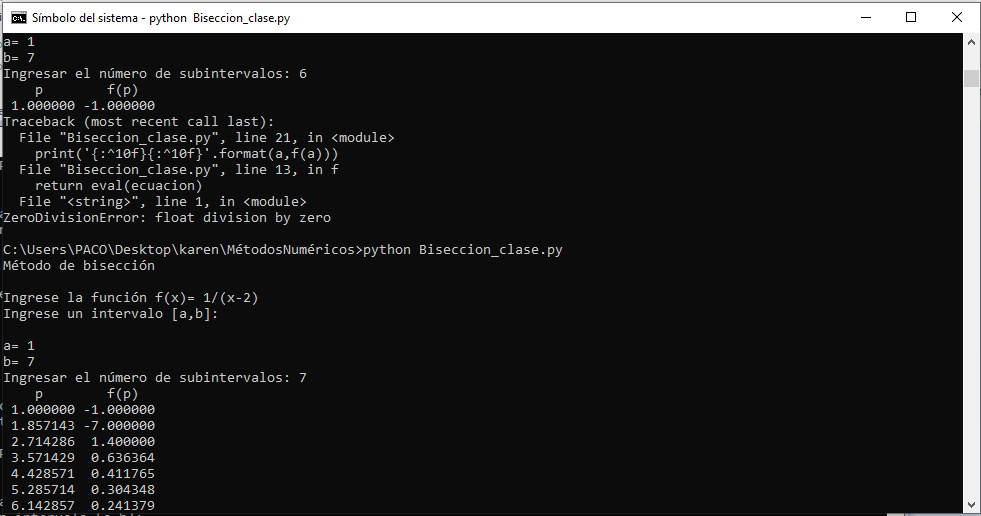 Símbolo del sistema - python Biseccion_clase.py
a= 1
b= 7
Ingresar el número de subintervalos: 6
p f(p)
1.000000 -1.000000
Traceback (most recent call last):
File "Biseccion_clase.py", line 21, in <module>
print('{:^10f}{:^10f}'.format(a,f(a)))
File "Biseccion_clase.py", line 13, in f
return eval(ecuacion)
File "<string>", line 1, in <module>
ZeroDivisionError: float division by zero
C:\Users\PACO\Desktop\karen\MétodosNuméricos>python Biseccion_clase.py
Método de bisección
Ingrese la función f(x)= 1/(x-2)
Ingrese un intervalo [a,b]:
a= 1
b= 7
Ingresar el número de subintervalos: 7
p f(p)
1.000000 -1.000000
1.857143 -7.000000
2.714286 1.400000
3.571429 0.636364
4.428571 0.411765
5.285714 0.304348
6.142857 0.241379